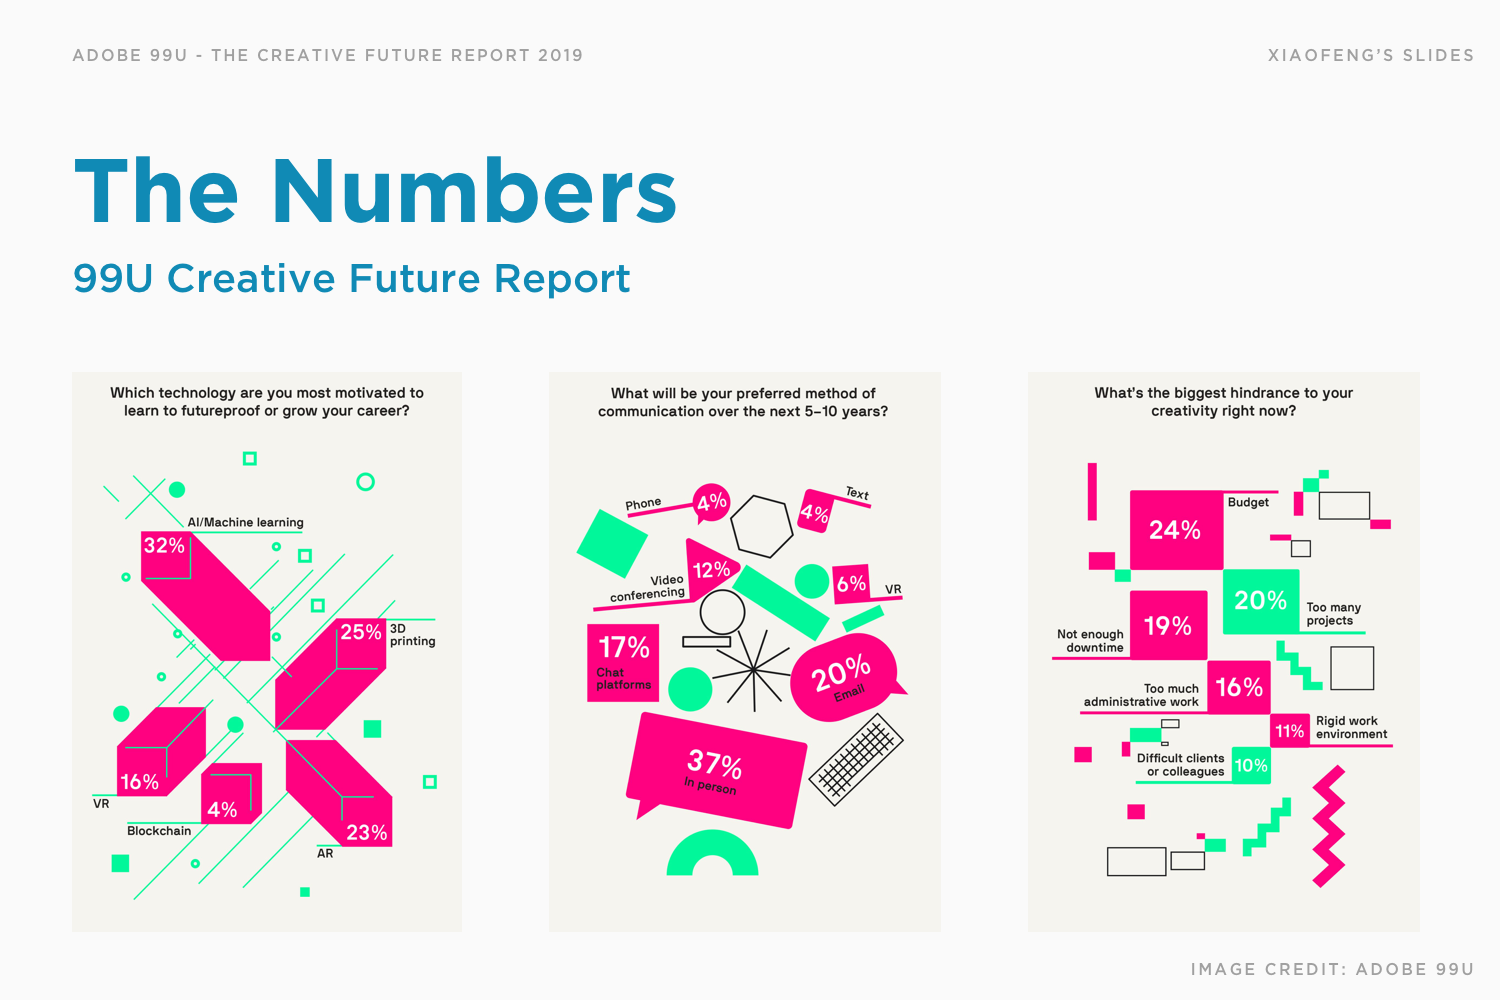 ADOBE 99U - THE CREATIVE FUTURE REPORT 2019
XIAOFENG’S SLIDES
The Numbers
99U Creative Future Report
Which technology are you most motivated to
learn to futureproof or grow your career?
AI/Machine learning
32%
25%
3D
printing
16%
VR
4%
Blockchain
23%
AR
What will be your preferred method of
communication over the next 5–10 years?
Phone
4%
Text
4%
Video
conferencing
12%
6%
VR
17%
Chat
platforms
20%
Email
37%
In person
What’s the biggest hindrance to your
creativity right now?
24%
Budget
20%
Too many
projects
19%
Not enough
downtime
16%
Too much
administrative work
11%
Rigid work
environment
Difficult clients
or colleagues
10%
IMAGE CREDIT: ADOBE 99U